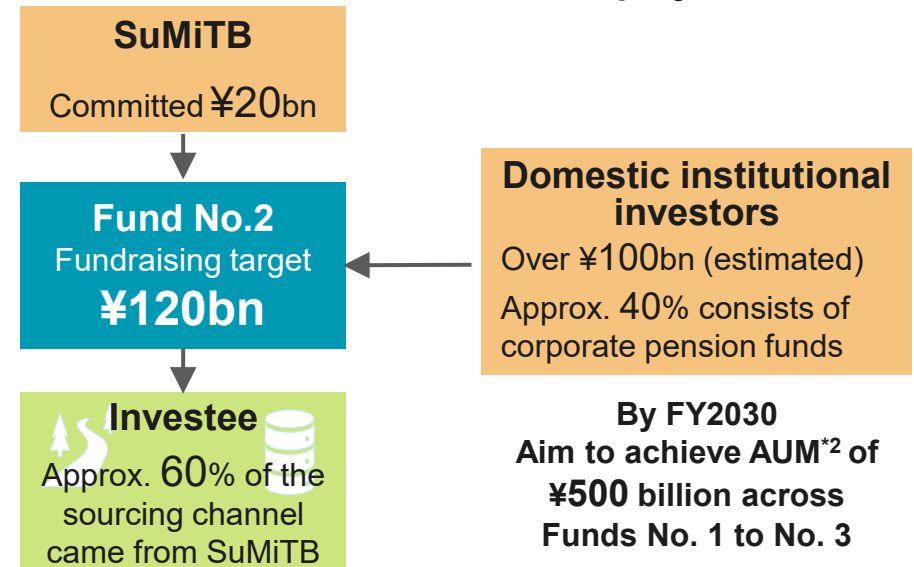 SuMiTB
Committed ¥20bn
Fund No.2
Fundraising target
¥120bn
Domestic institutional
investors
Over ¥100bn (estimated)
Approx. 40% consists of
corporate pension funds
Investee
Approx. 60% of the
sourcing channel
came from SuMiTB
By FY2030
Aim to achieve AUM*2 of
¥500 billion across
Funds No. 1 to No. 3